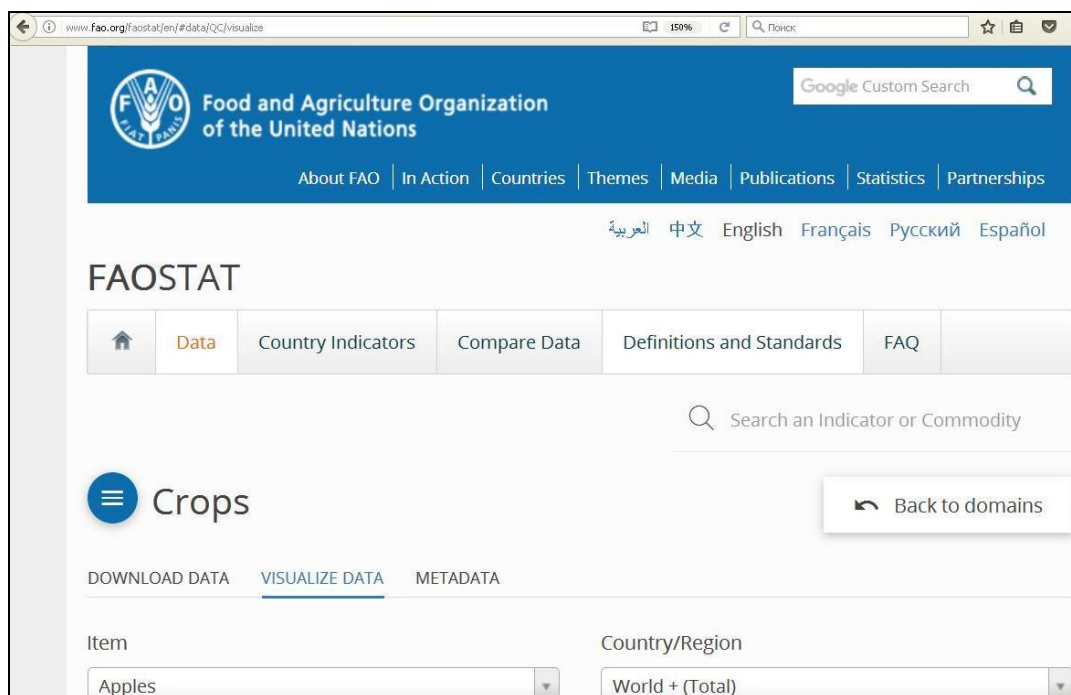 www.fao.org/faostat/en/#data/QC/visualize 150% Поиск
Google Custom Search
FAO
FIAT PANIS
Food and Agriculture Organization
of the United Nations
About FAO In Action Countries Themes Media Publications Statistics Partnerships
العربية 中文 English Français Русский Español
FAOSTAT
Data Country Indicators Compare Data Definitions and Standards FAQ
Search an Indicator or Commodity
Crops Back to domains
DOWNLOAD DATA VISUALIZE DATA METADATA
Item Country/Region
Apples World + (Total)